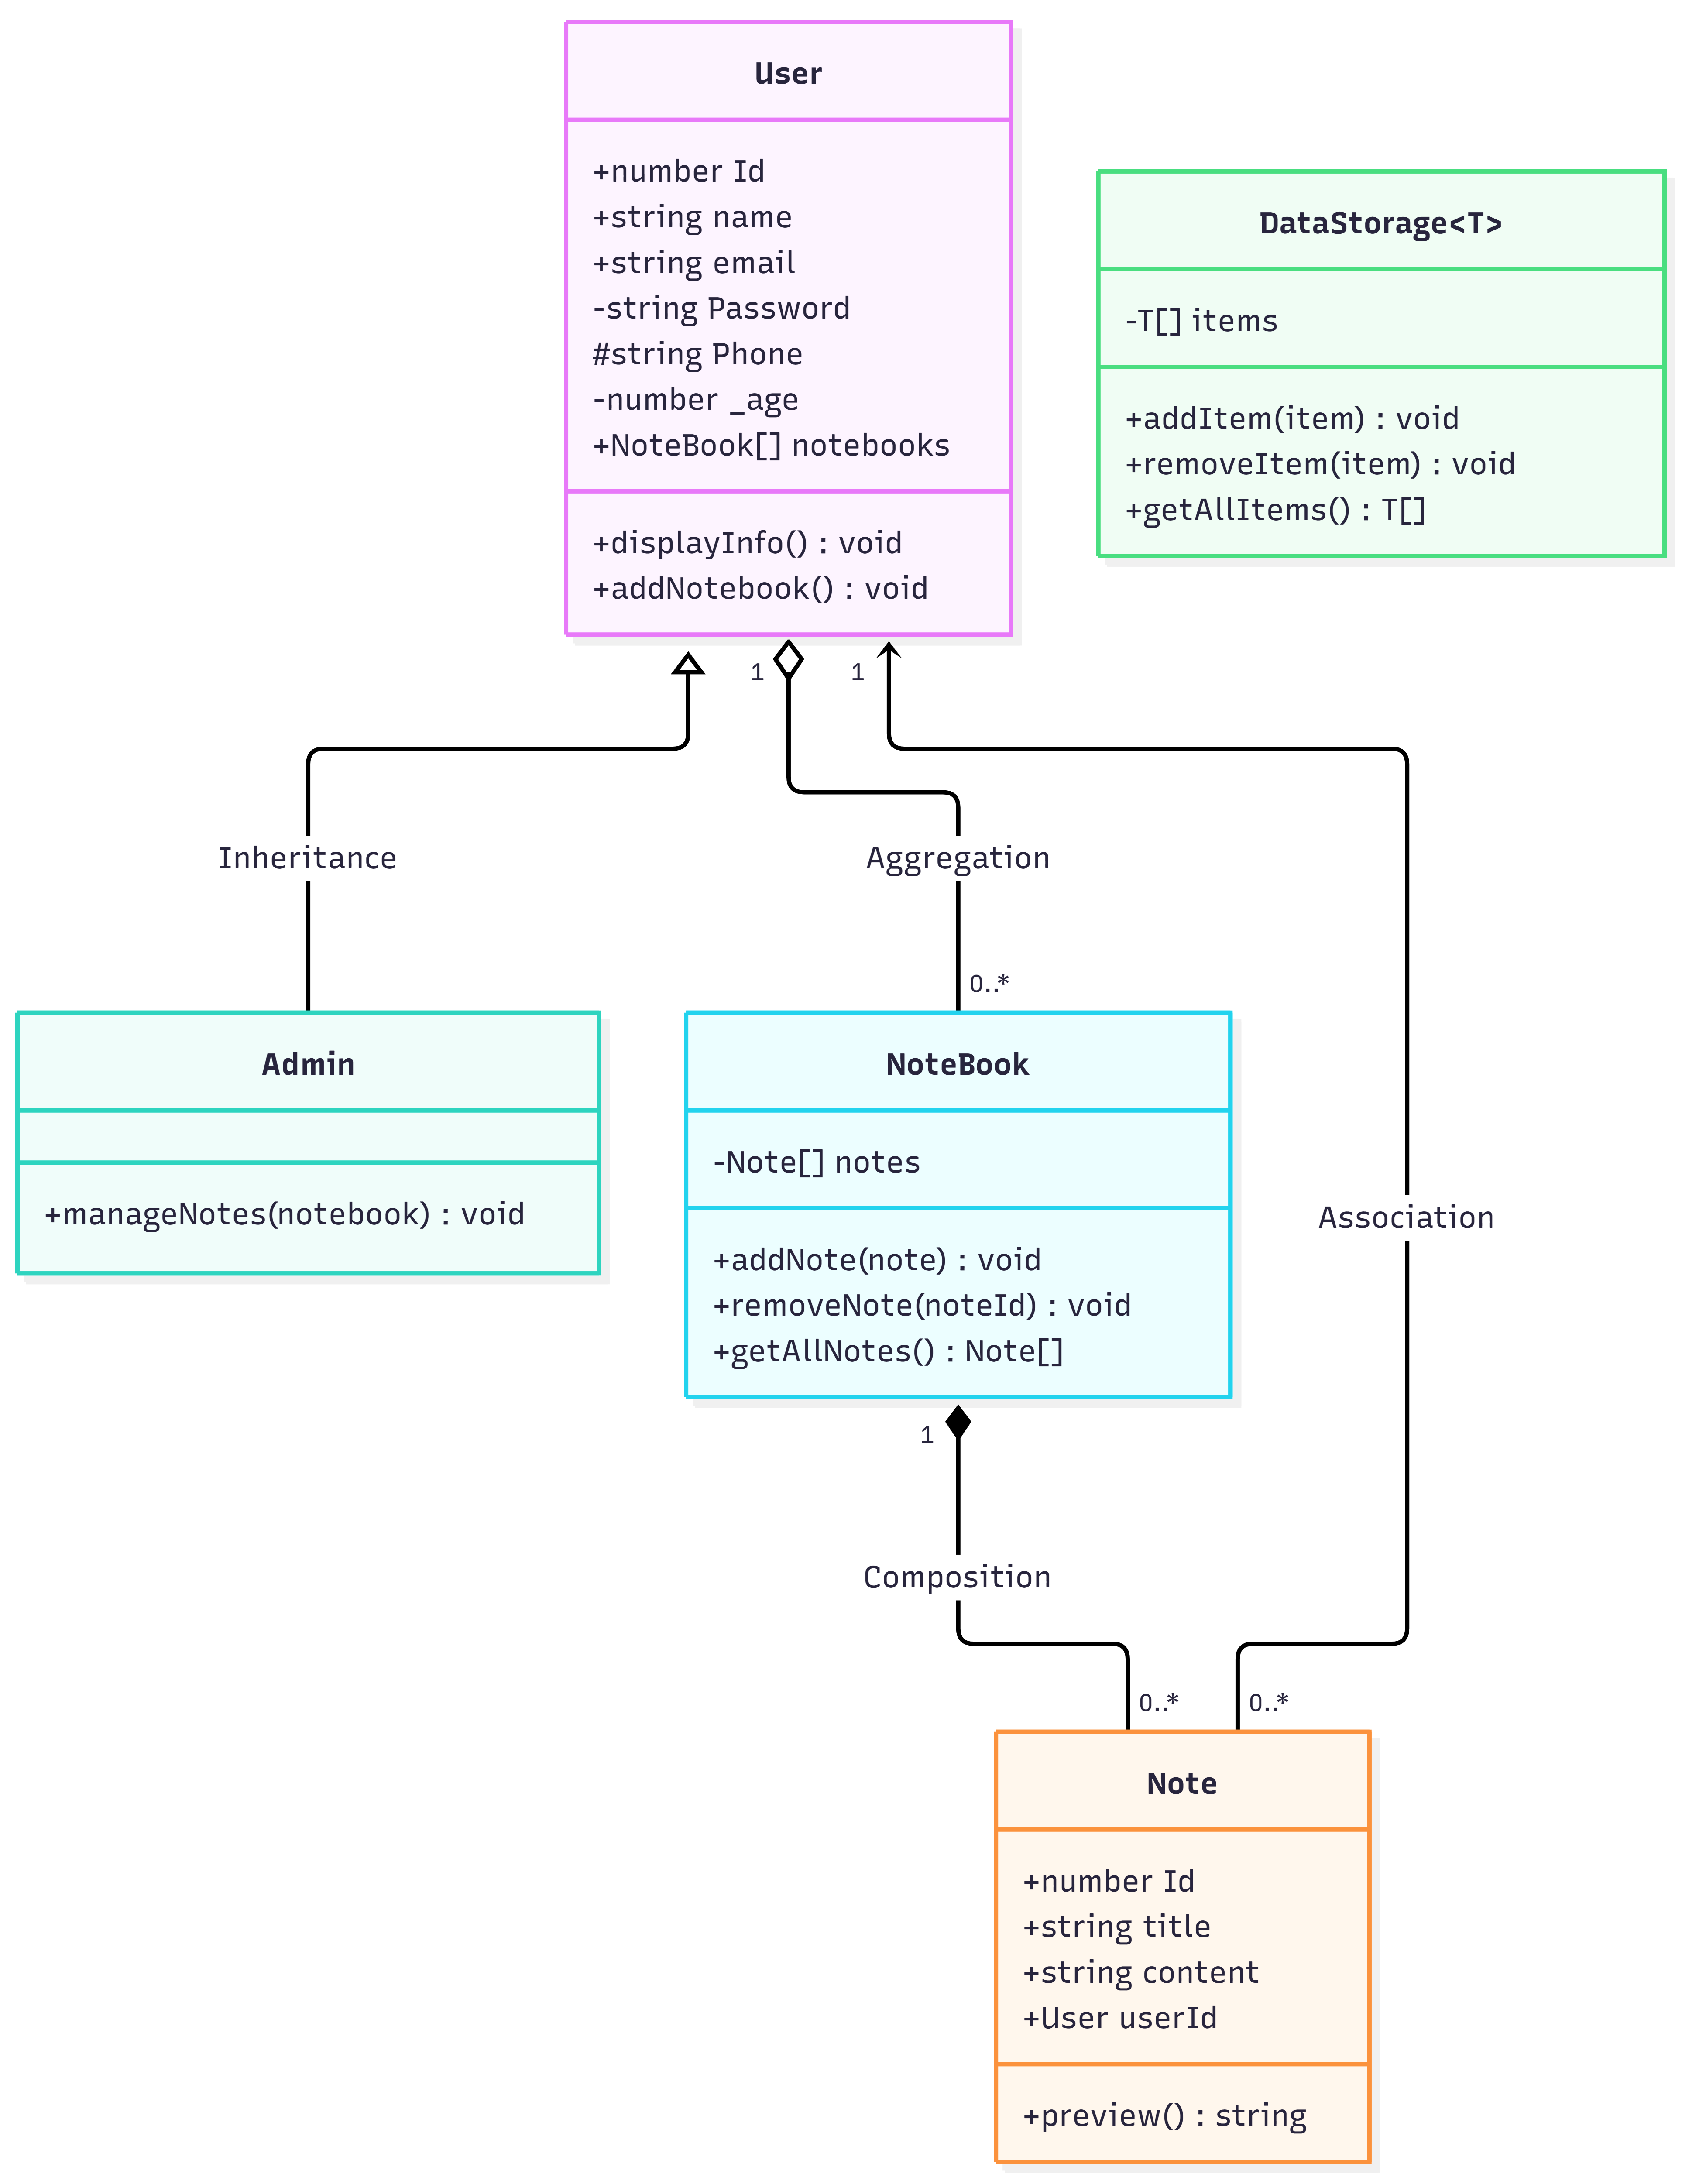 User
+number Id
+string name
+string email
-string Password
#string Phone
-number _age
+NoteBook[] notebooks
+displayInfo() : void
+addNotebook() : void
DataStorage<T>
-T[] items
+addItem(item) : void
+removeItem(item) : void
+getAllItems() : T[]
1
1
Inheritance
Aggregation
0..*
Admin
+manageNotes(notebook) : void
NoteBook
-Note[] notes
+addNote(note) : void
+removeNote(noteId) : void
+getAllNotes() : Note[]
Association
1
Composition
0..*
0..*
Note
+number Id
+string title
+string content
+User userId
+preview() : string